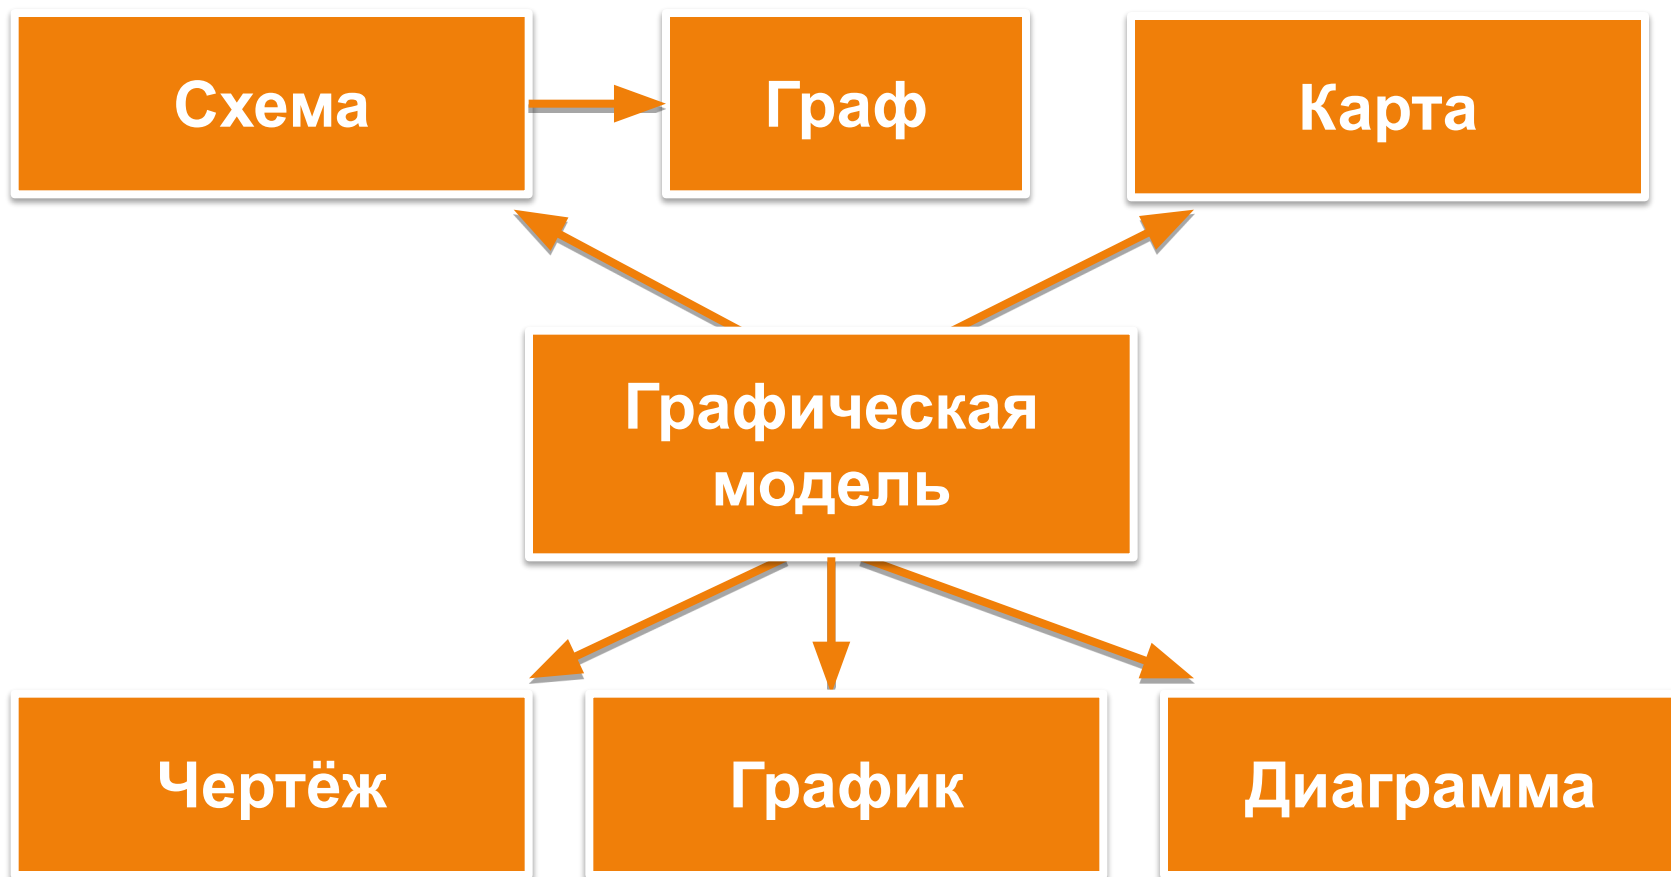 Схема
Граф
Карта
Графическая
модель
Чертёж
График
Диаграмма